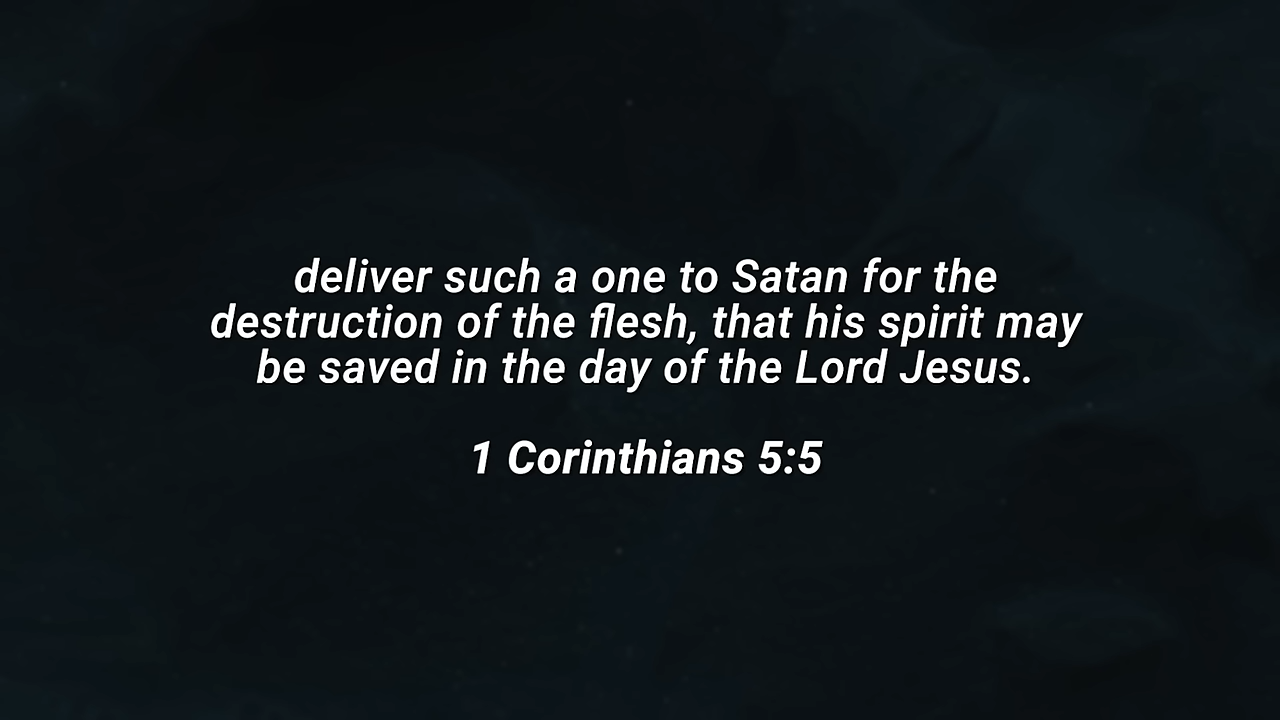 deliver such a one to Satan for the
destruction of the flesh, that his spirit may
be saved in the day of the Lord Jesus.
1 Corinthians 5:5